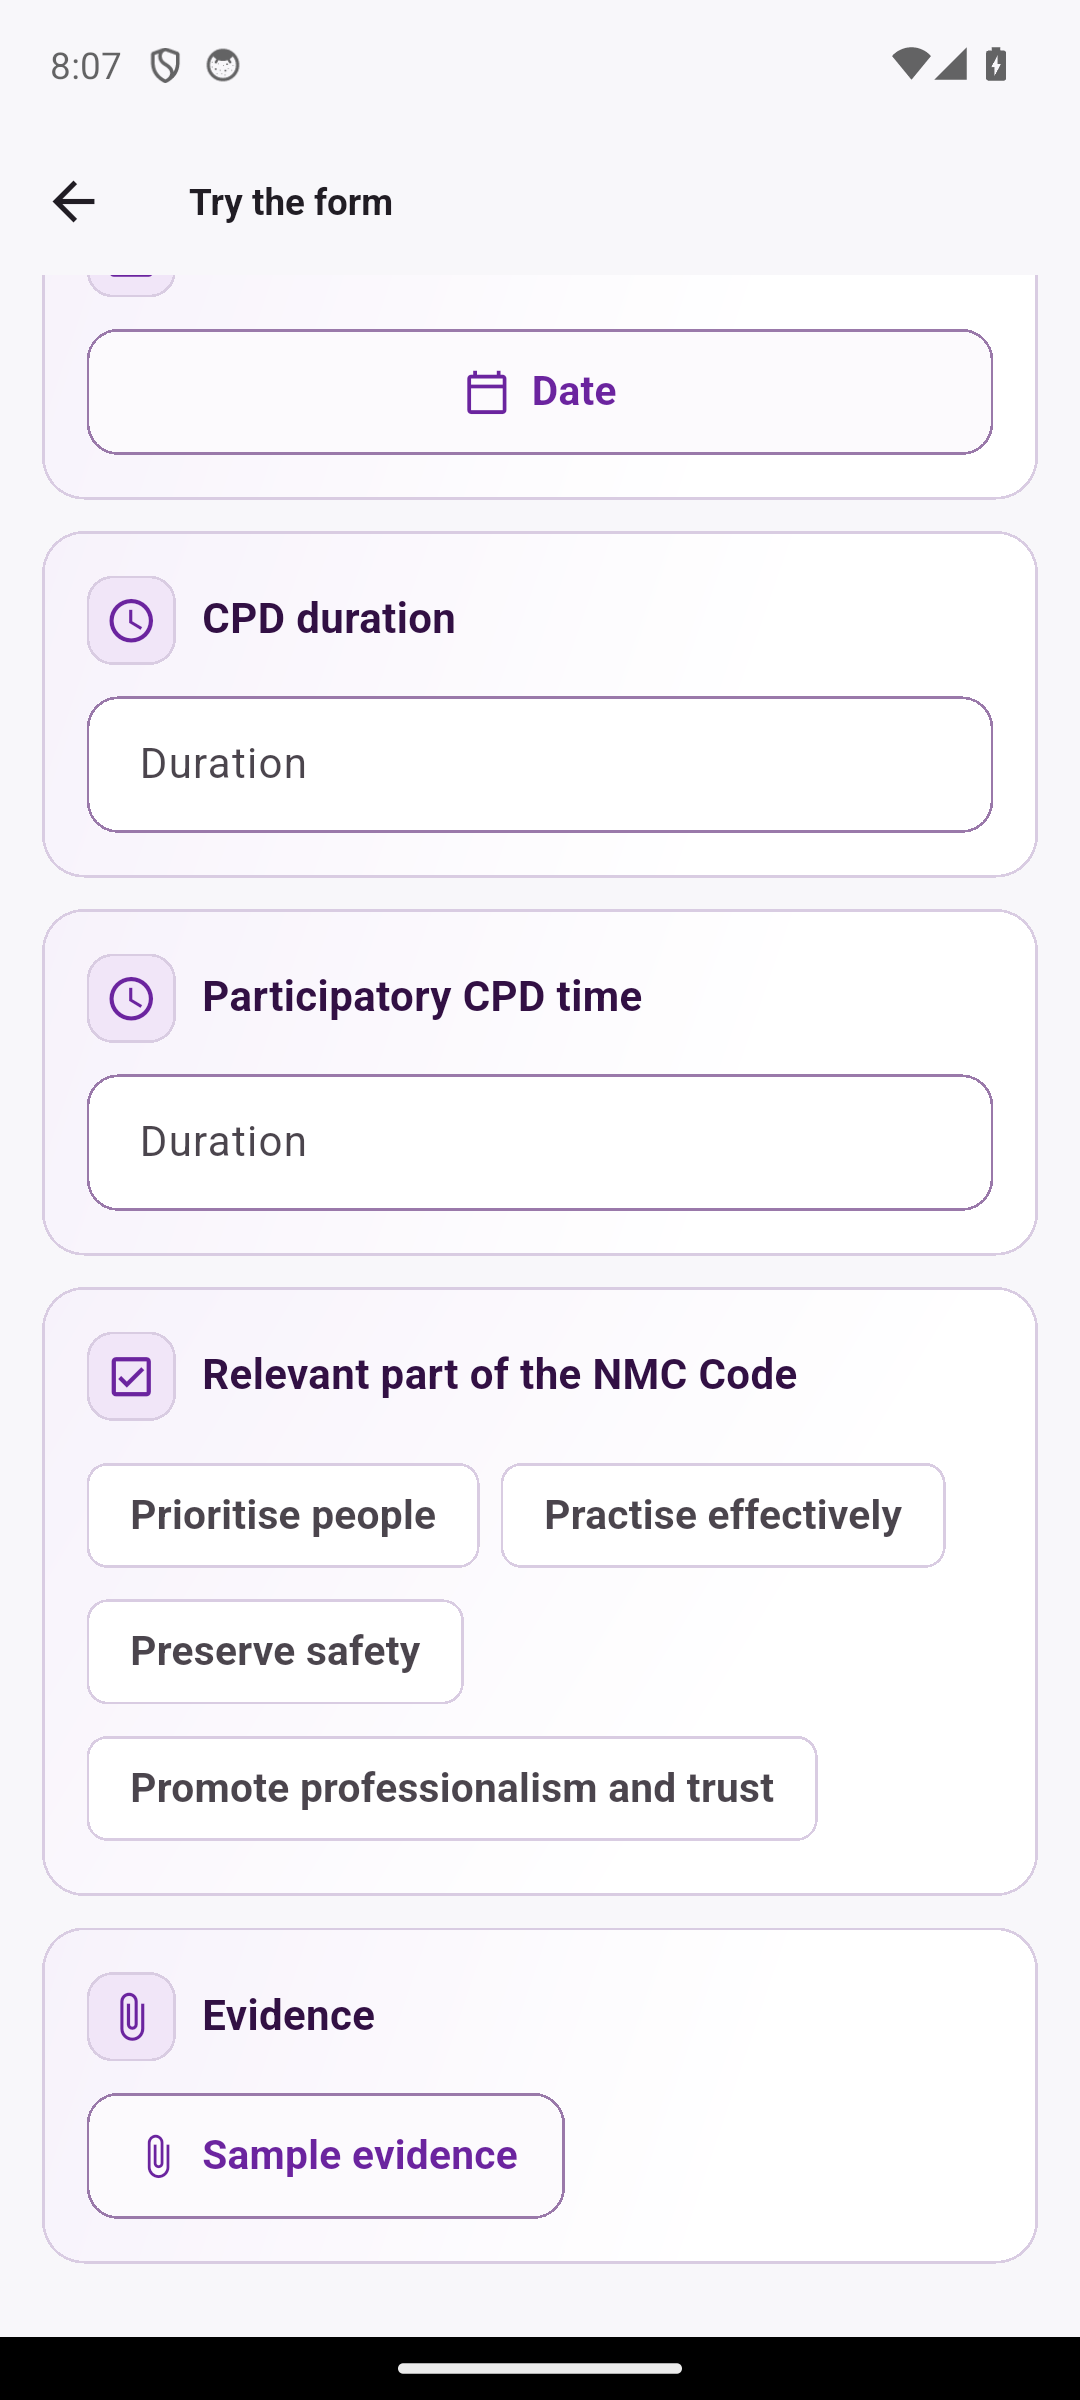 8:07
Try the form
Date
CPD duration
Duration
Participatory CPD time
Duration
Relevant part of the NMC Code
Prioritise people
Practise effectively
Preserve safety
Promote professionalism and trust
Evidence
Sample evidence